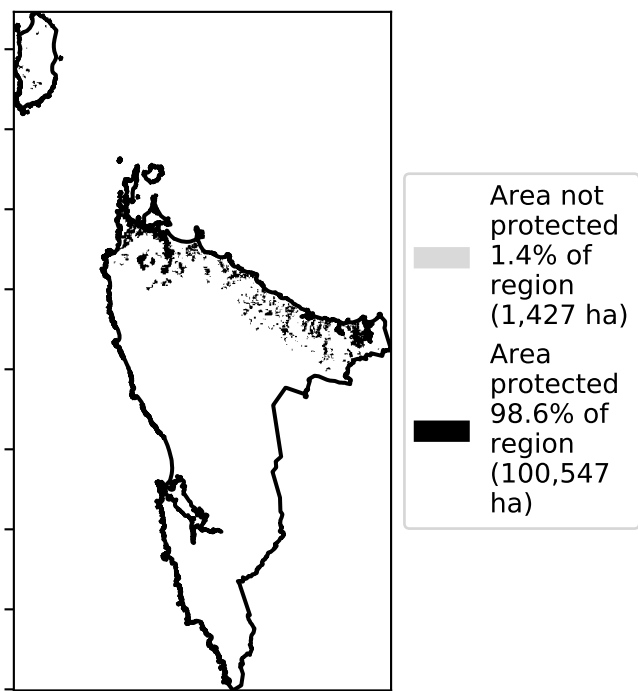 Area not
protected
1.4% of
region
(1,427 ha)
Area
protected
98.6% of
region
(100,547
ha)